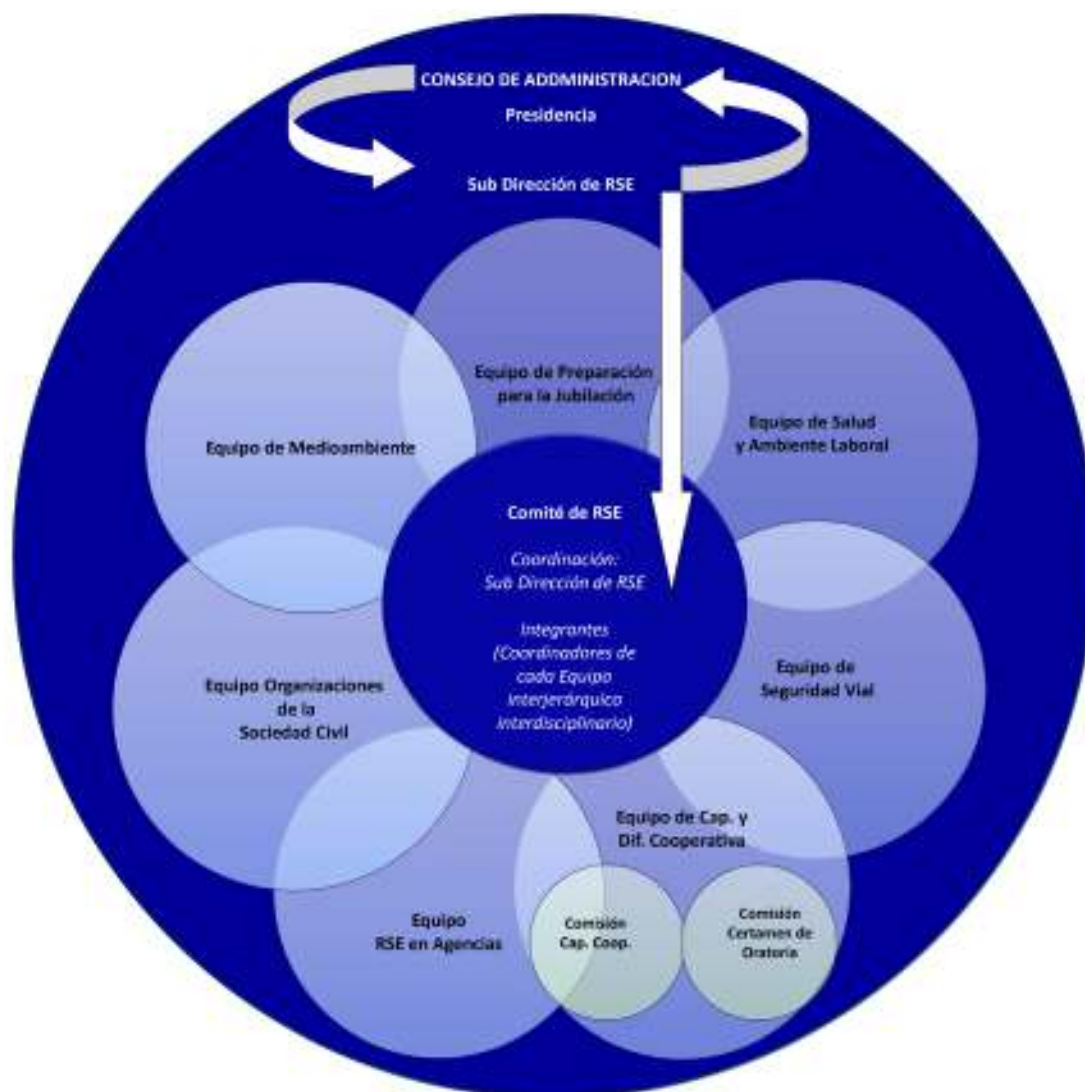 CONSEJO DE ADDMINISTRACION
Presidencia
Sub Dirección de RSE
Equipo de Preparación
para la Jubilación
Equipo de Salud
y Ambiente Laboral
Equipo de Medioambiente
Comité de RSE
Coordinación:
Sub Dirección de RSE
Integrantes
(Coordinadores de
cada Equipo
interjerárquico
interdisciplinario)
Equipo de
Seguridad Vial
Equipo Organizaciones
de la
Sociedad Civil
Equipo de Cap. y
Dif. Cooperativa
Equipo
RSE en Agencias
Comisión
Cap. Coop.
Comisión
Certamen de
Oratoria